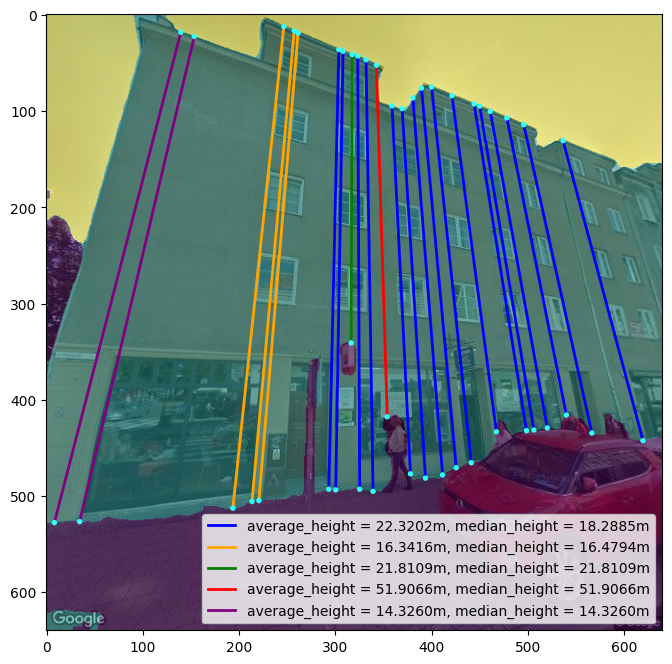 0
100
200
300
400
500
600
0
100
200
300
400
500
600
average_height = 22.3202m, median_height = 18.2885m
average_height = 16.3416m, median_height = 16.4794m
average_height = 21.8109m, median_height = 21.8109m
average_height = 51.9066m, median_height = 51.9066m
average_height = 14.3260m, median_height = 14.3260m
Google